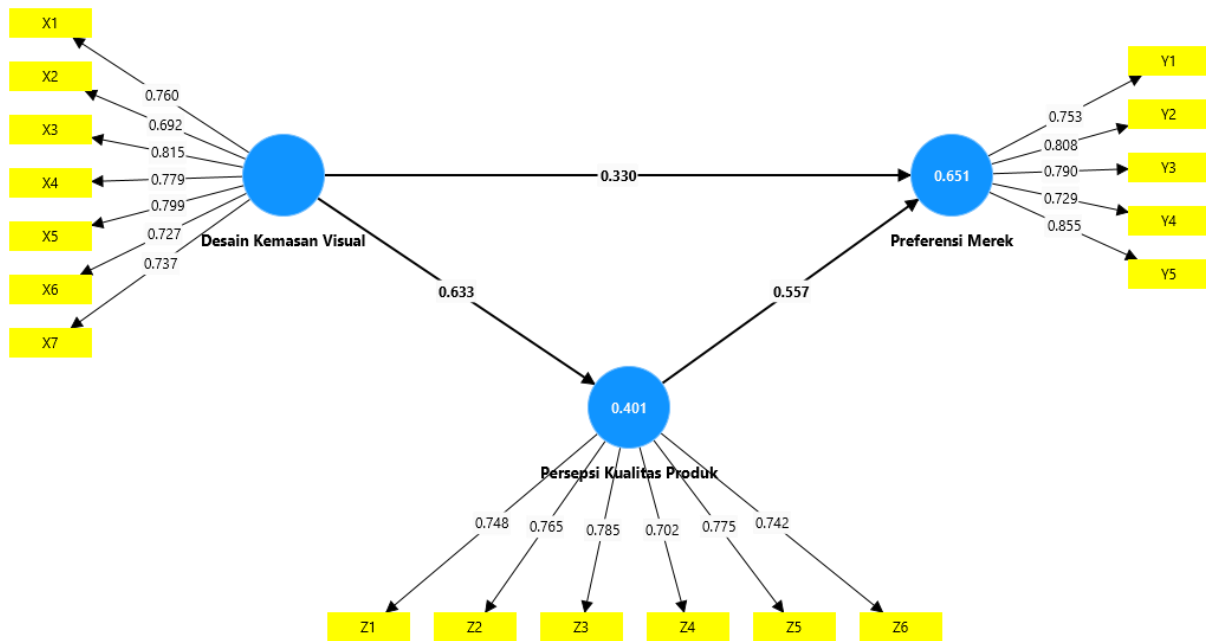 X1
X2
X3
X4
X5
X6
X7
0.760
0.692
0.815
0.779
0.799
0.727
0.737
Desain Kemasan Visual
0.330
0.633
0.557
0.651
Preferensi Merek
0.753
0.808
0.790
0.729
0.855
Y1
Y2
Y3
Y4
Y5
0.401
Persepsi Kualitas Produk
0.748
0.765
0.785
0.702
0.775
0.742
Z1
Z2
Z3
Z4
Z5
Z6